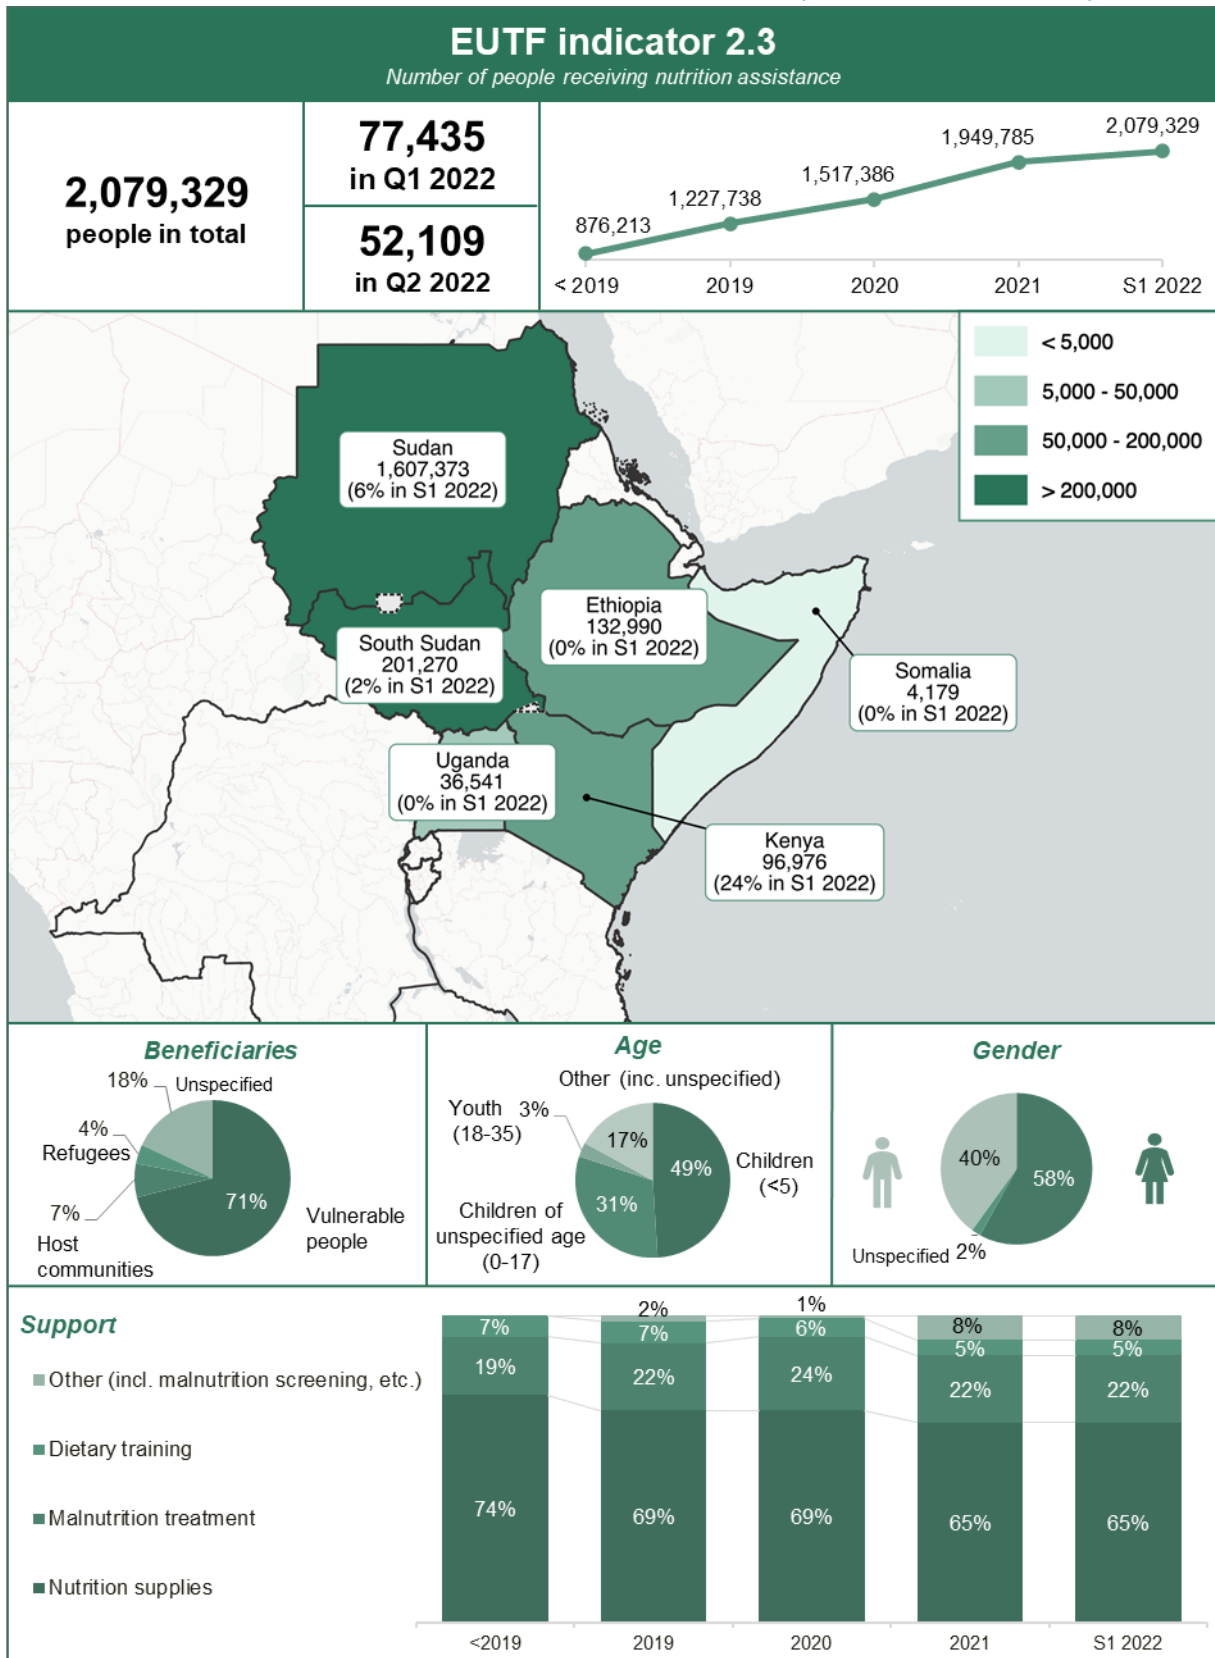 EUTF indicator 2.3
Number of people receiving nutrition assistance
2,079,329
people in total
77,435
in Q1 2022
52,109
in Q2 2022
876,213
1,227,738
1,517,386
1,949,785
2,079,329
< 2019
2019
2020
2021
S1 2022
< 5,000
5,000 - 50,000
50,000 - 200,000
> 200,000
Sudan
1,607,373
(6% in S1 2022)
Ethiopia
132,990
(0% in S1 2022)
South Sudan
201,270
(2% in S1 2022)
Somalia
4,179
(0% in S1 2022)
Uganda
36,541
(0% in S1 2022)
Kenya
96,976
(24% in S1 2022)
Beneficiaries
18%
Unspecified
4%
Refugees
7%
Host
communities
71%
Vulnerable
people
Age
Other (inc. unspecified)
Youth
(18-35)
3%
17%
49%
Children
(<5)
31%
Children of
unspecified age
(0-17)
Gender
40%
58%
Unspecified
2%
Support
Other (incl. malnutrition screening, etc.)
Dietary training
Malnutrition treatment
Nutrition supplies
7%
19%
74%
2%
7%
22%
69%
1%
6%
24%
69%
8%
5%
22%
65%
8%
5%
22%
65%
<2019
2019
2020
2021
S1 2022